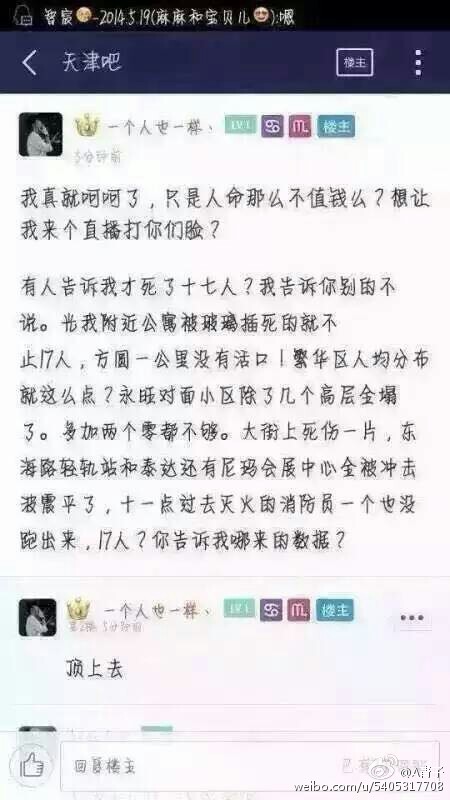 智宸-2014.5.19(麻麻和宝贝儿):嗯
天津吧
楼主
一个人也一样、 LV1 楼主
5分钟前
我真就呵呵了，只是人命那么不值钱么？想让
我来个直播打你们脸？
有人告诉我才死了十七人？我告诉你别的不
说。光我附近公寓被玻璃插死的就不
止17人，方圆一公里没有活口！繁华区人均分布
就这么点？永旺对面小区除了几个高层全塌
了。多加两个零都不够。大街上死伤一片，东
海路轻轨站和泰达还有尼玛会展中心全被冲击
波震平了，十一点过去灭火的消防员一个也没
跑出来，17人？你告诉我哪来的数据？
一个人也一样、 LV1 楼主
第2楼 5分钟前
顶上去
回复楼主
weibo.com/u/5405317708